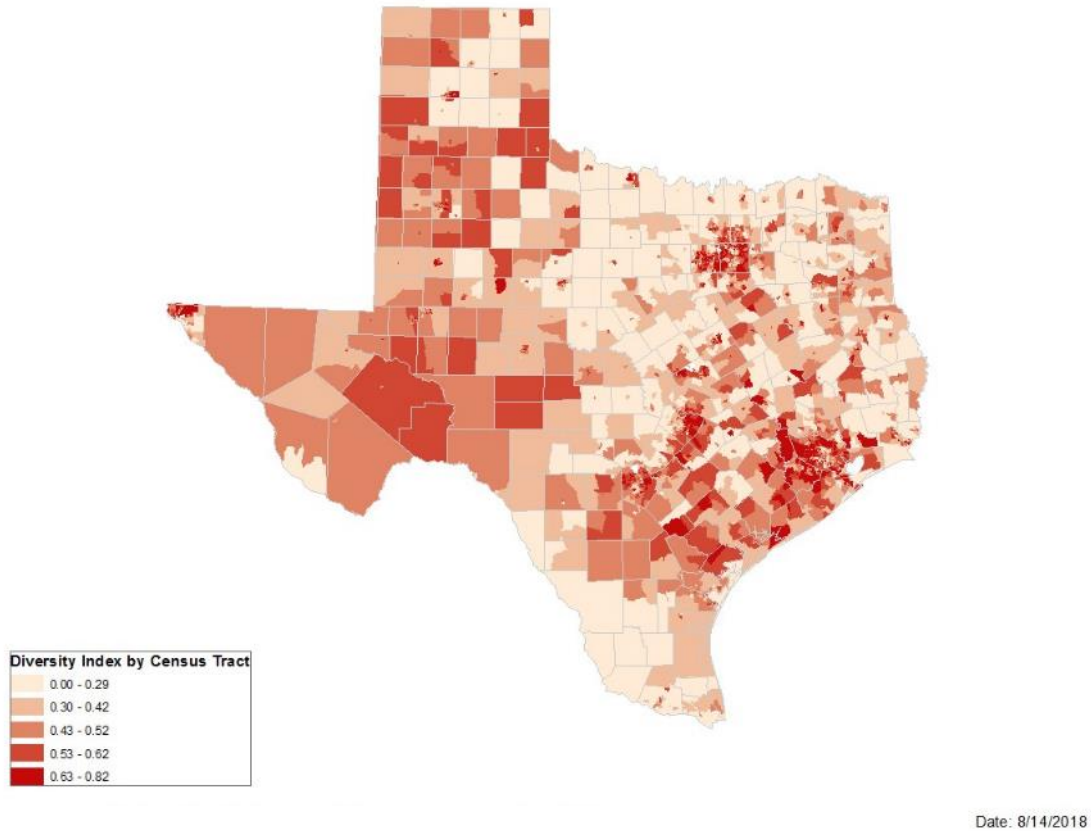 Diversity Index by Census Tract
0.00 - 0.29
0.30 - 0.42
0.43 - 0.52
0.53 - 0.62
0.63 - 0.82
Date: 8/14/2018